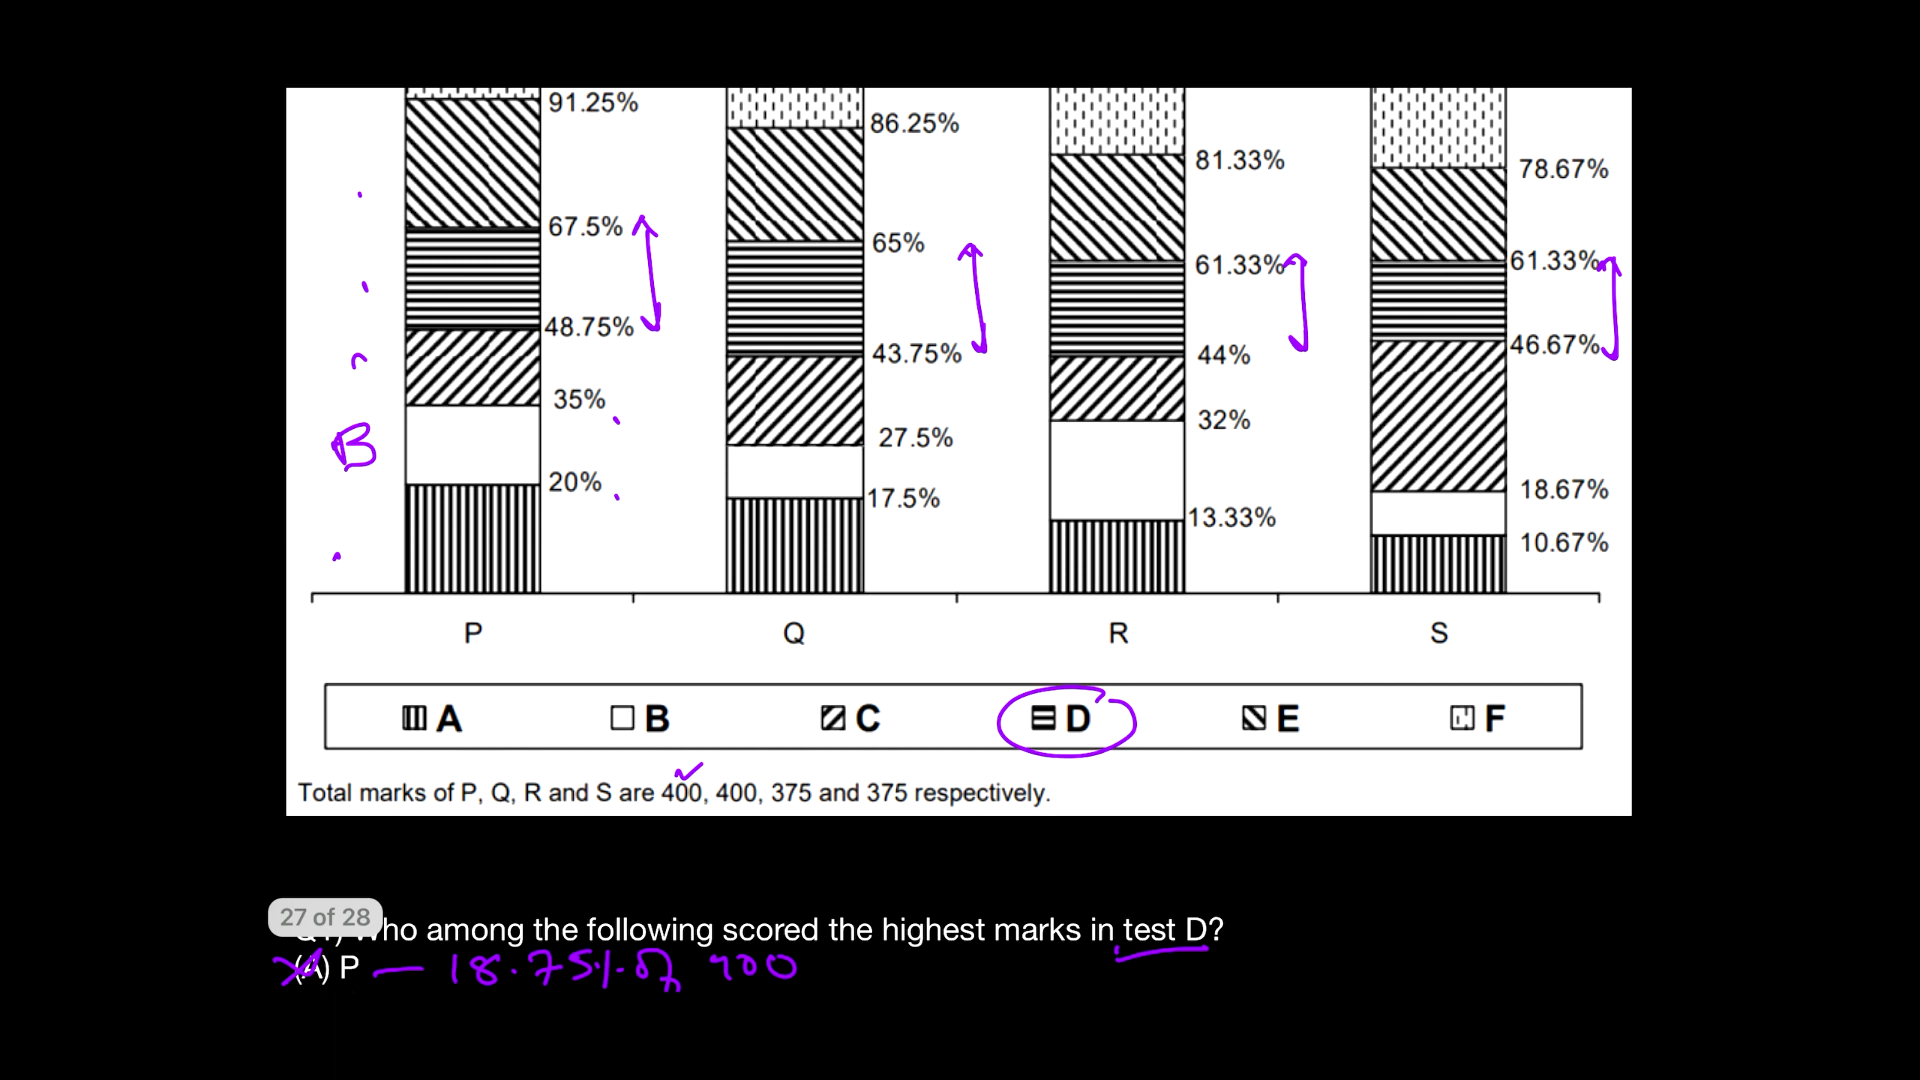 91.25%
86.25%
81.33%
78.67%
67.5%
65%
61.33%
61.33%
48.75%
43.75%
44%
46.67%
35%
27.5%
32%
18.67%
B
20%
17.5%
13.33%
10.67%
P Q R S
A B C D E F
Total marks of P, Q, R and S are 400, 400, 375 and 375 respectively.
27 of 28
Who among the following scored the highest marks in test D?
(A) P — 18.75% of 400